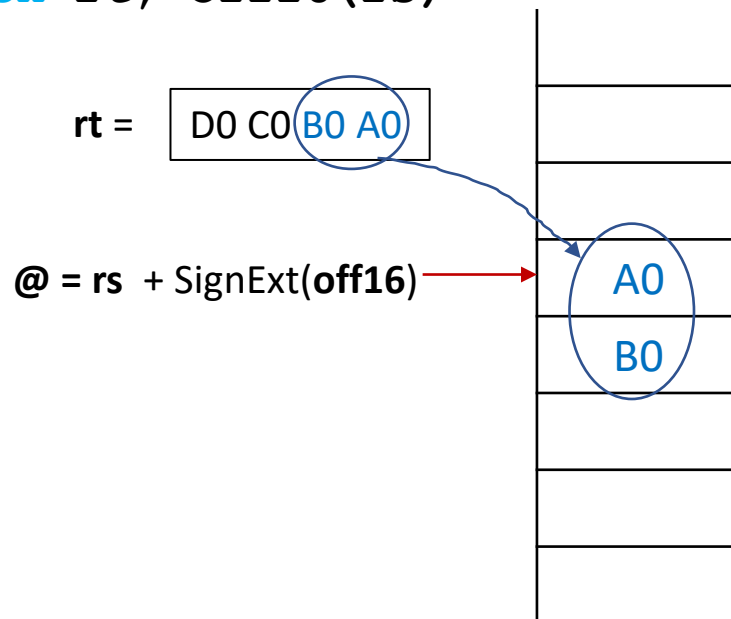 rt = D0 C0 B0 A0
@ = rs + SignExt(off16)
A0
B0